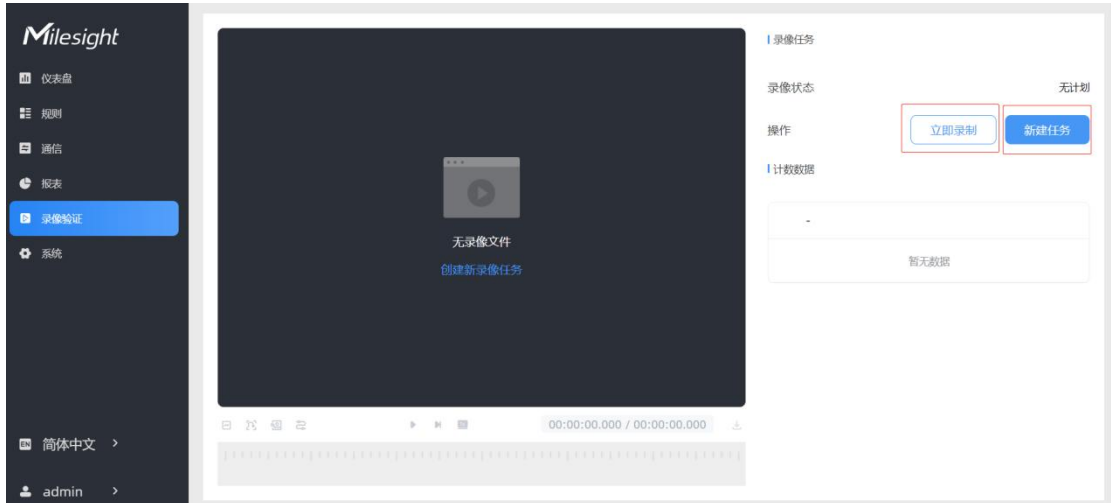 Milesight
仪表盘
规则
通信
报表
录像验证
系统
EN 简体中文 >
admin >
无录像文件
创建新录像任务
00:00:00.000 / 00:00:00.000
录像任务
录像状态 无计划
操作 立即录制 新建任务
计数数据
-
暂无数据